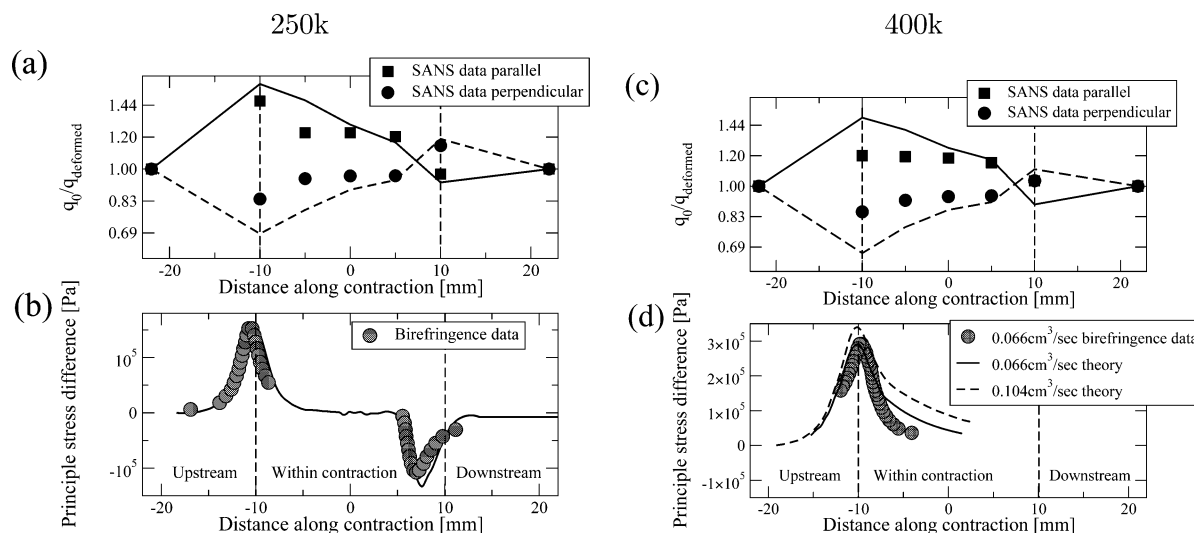 250k
400k
(a)
SANS data parallel
SANS data perpendicular
1.44
1.20
1.00
0.83
0.69
q0/qdeformed
-20 -10 0 10 20
Distance along contraction [mm]
(b)
Birefringence data
10^5
0
-10^5
Principle stress difference [Pa]
Upstream Within contraction Downstream
-20 -10 0 10 20
Distance along contraction [mm]
(c)
SANS data parallel
SANS data perpendicular
1.44
1.20
1.00
0.83
0.69
q0/qdeformed
-20 -10 0 10 20
Distance along contraction [mm]
(d)
0.066cm^3/sec birefringence data
0.066cm^3/sec theory
0.104cm^3/sec theory
3×10^5
2×10^5
1×10^5
0
-1×10^5
Principle stress difference [Pa]
Upstream Within contraction Downstream
-20 -10 0 10 20
Distance along contraction [mm]